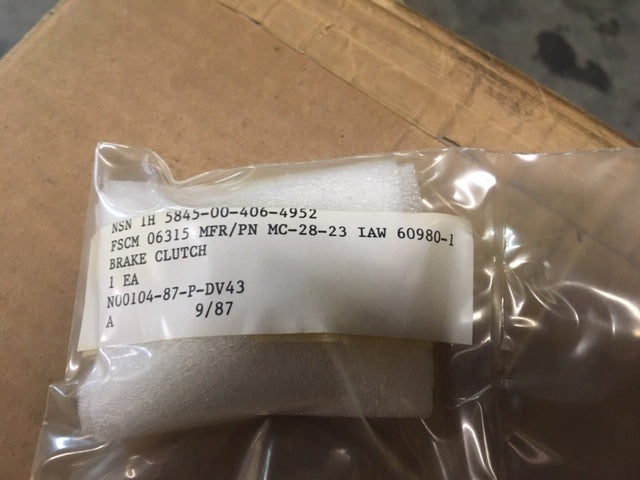 NSN 1H 5845-00-406-4952
FSCM 06315 MFR/PN MC-28-23 IAW 60980-1
BRAKE CLUTCH
1 EA
N00104-87-P-DV43
A 9/87